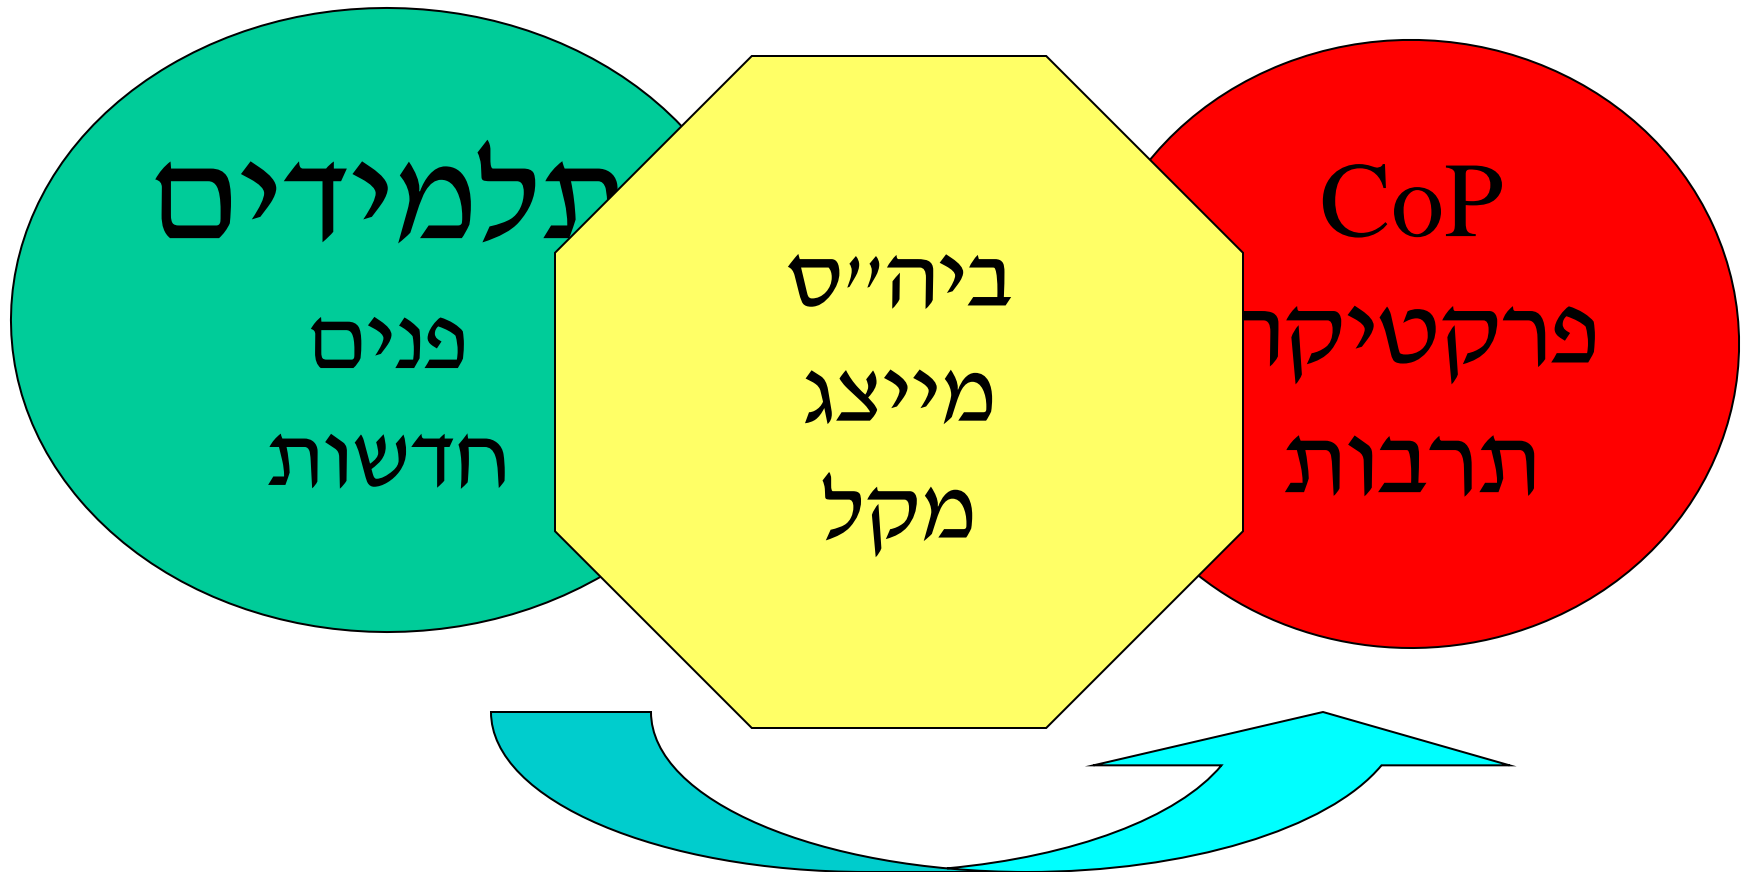 תלמידים
פנים
חדשות
ביה"ס
מייצג
מקל
CoP
פרקטיקה
תרבות